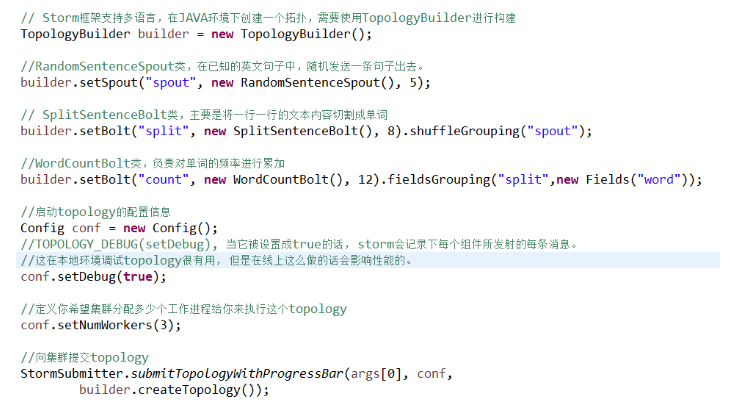 // Storm框架支持多语言，在JAVA环境下创建一个拓扑，需要使用TopologyBuilder进行构建
TopologyBuilder builder = new TopologyBuilder();
//RandomSentenceSpout类，在已知的英文句子中，随机发送一条句子出去。
builder.setSpout("spout", new RandomSentenceSpout(), 5);
// SplitSentenceBolt类，主要是将一行一行的文本内容切割成单词
builder.setBolt("split", new SplitSentenceBolt(), 8).shuffleGrouping("spout");
//WordCountBolt类，负责对单词的频率进行累加
builder.setBolt("count", new WordCountBolt(), 12).fieldsGrouping("split",new Fields("word"));
//启动topology的配置信息
Config conf = new Config();
//TOPOLOGY_DEBUG(setDebug), 当它被设置成true的话, storm会记录下每个组件所发射的每条消息。
//这在本地环境调试topology很有用, 但是在线上这么做的话会影响性能的。
conf.setDebug(true);
//定义你希望集群分配多少个工作进程给你来执行这个topology
conf.setNumWorkers(3);
//向集群提交topology
StormSubmitter.submitTopologyWithProgressBar(args[0], conf,
builder.createTopology());